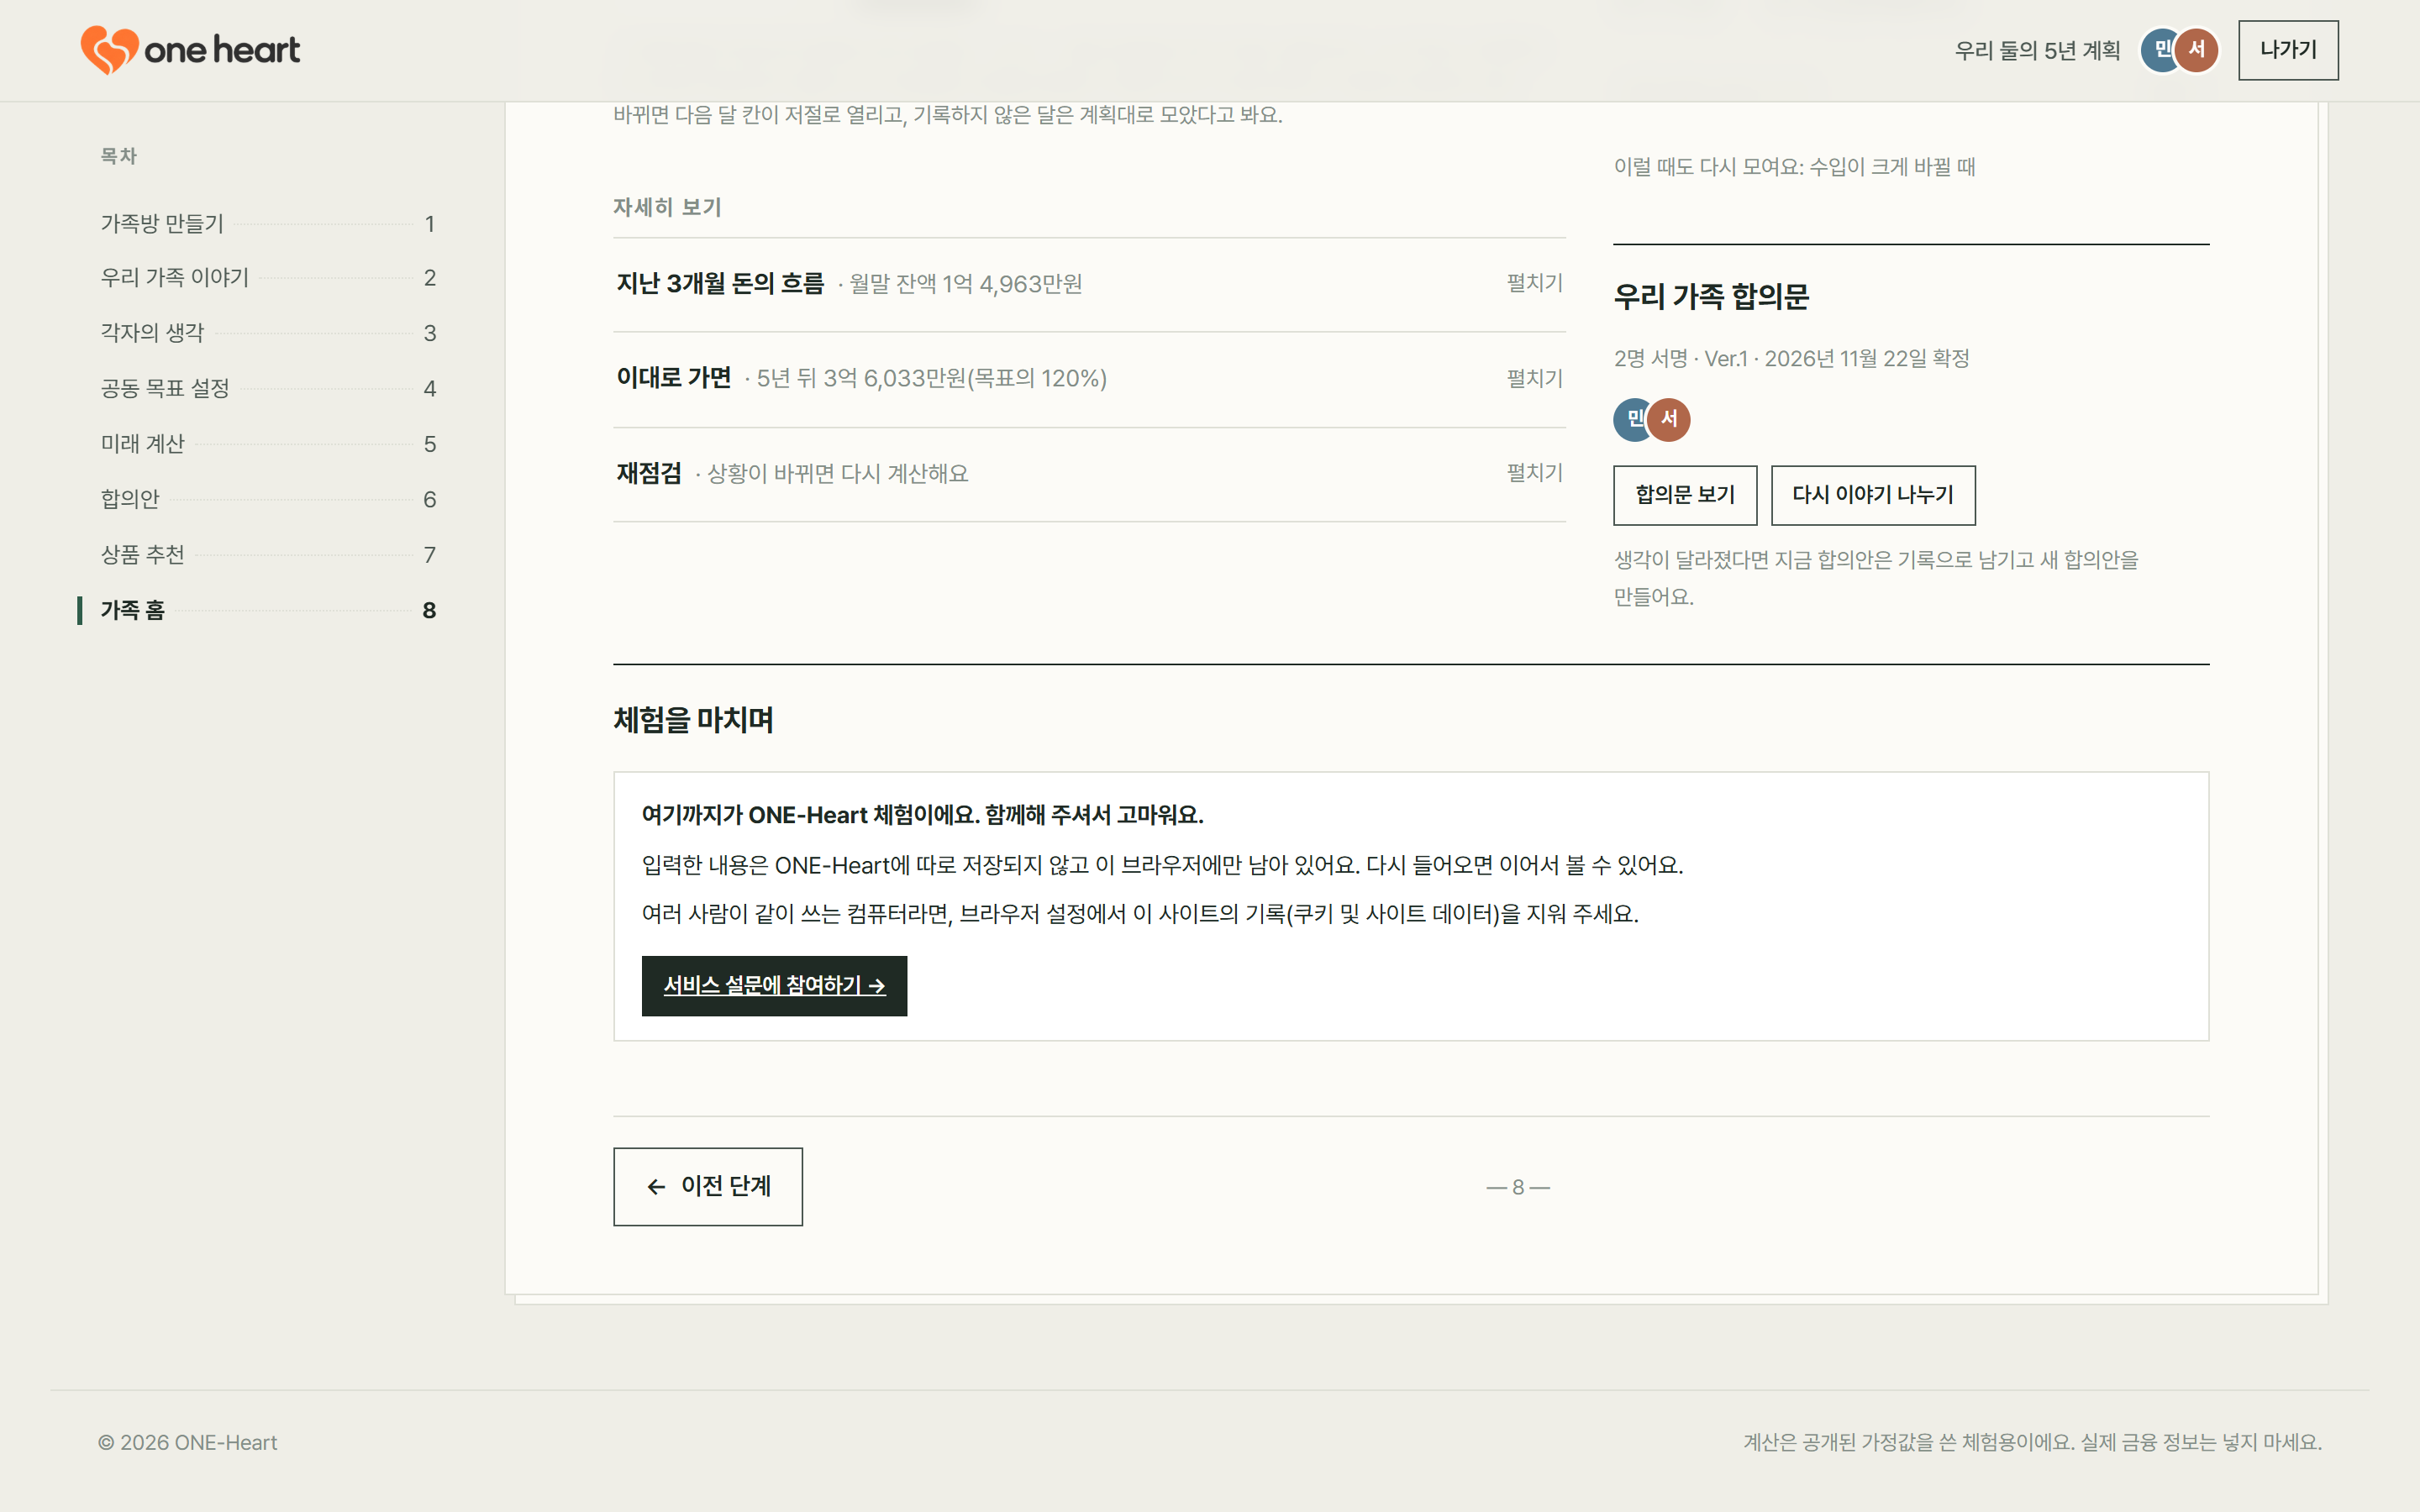 one heart
우리 둘의 5년 계획
민
서
나가기
목차
가족방 만들기 1
우리 가족 이야기 2
각자의 생각 3
공동 목표 설정 4
미래 계산 5
합의안 6
상품 추천 7
가족 홈 8
바뀌면 다음 달 칸이 저절로 열리고, 기록하지 않은 달은 계획대로 모았다고 봐요.
자세히 보기
지난 3개월 돈의 흐름 · 월말 잔액 1억 4,963만원 펼치기
이대로 가면 · 5년 뒤 3억 6,033만원(목표의 120%) 펼치기
재점검 · 상황이 바뀌면 다시 계산해요 펼치기
이럴 때도 다시 모여요: 수입이 크게 바뀔 때
우리 가족 합의문
2명 서명 · Ver.1 · 2026년 11월 22일 확정
민
서
합의문 보기
다시 이야기 나누기
생각이 달라졌다면 지금 합의안은 기록으로 남기고 새 합의안을
만들어요.
체험을 마치며
여기까지가 ONE-Heart 체험이에요. 함께해 주셔서 고마워요.
입력한 내용은 ONE-Heart에 따로 저장되지 않고 이 브라우저에만 남아 있어요. 다시 들어오면 이어서 볼 수 있어요.
여러 사람이 같이 쓰는 컴퓨터라면, 브라우저 설정에서 이 사이트의 기록(쿠키 및 사이트 데이터)을 지워 주세요.
서비스 설문에 참여하기 →
← 이전 단계
— 8 —
© 2026 ONE-Heart
계산은 공개된 가정값을 쓴 체험용이에요. 실제 금융 정보는 넣지 마세요.